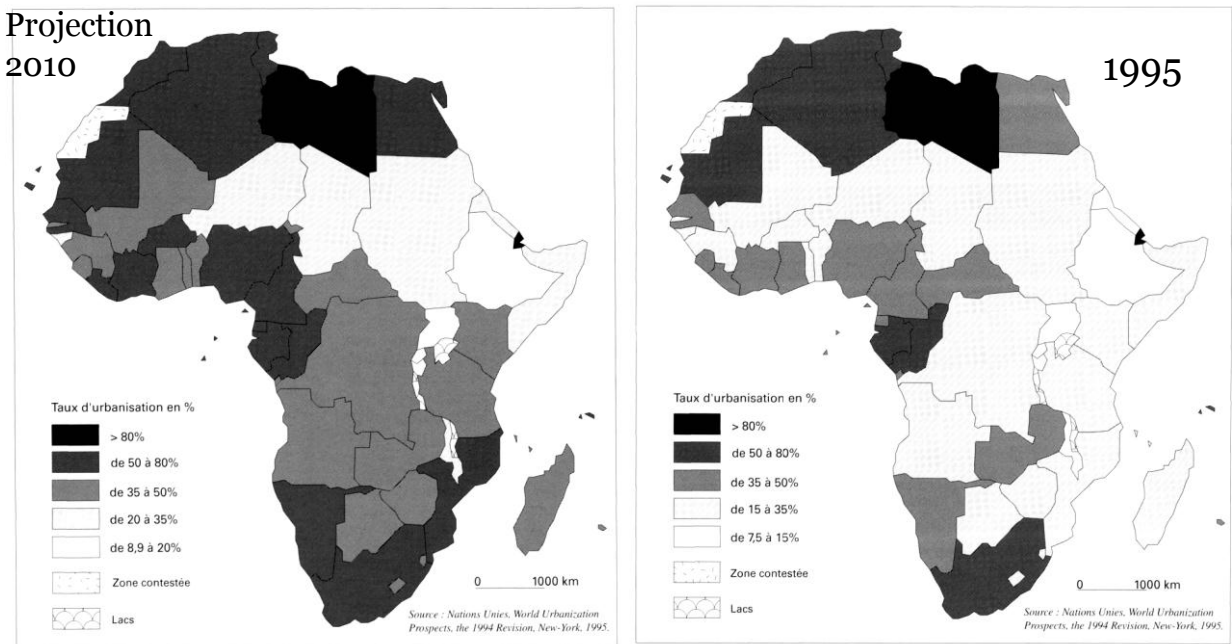 Projection
2010
Taux d'urbanisation en %
> 80%
de 50 à 80%
de 35 à 50%
de 20 à 35%
de 8,9 à 20%
Zone contestée
Lacs
0 1000 km
Source : Nations Unies, World Urbanization
Prospects, the 1994 Revision, New-York, 1995.
1995
Taux d'urbanisation en %
> 80%
de 50 à 80%
de 35 à 50%
de 15 à 35%
de 7,5 à 15%
Zone contestée
Lacs
0 1000 km
Source : Nations Unies, World Urbanization
Prospects, the 1994 Revision, New-York, 1995.